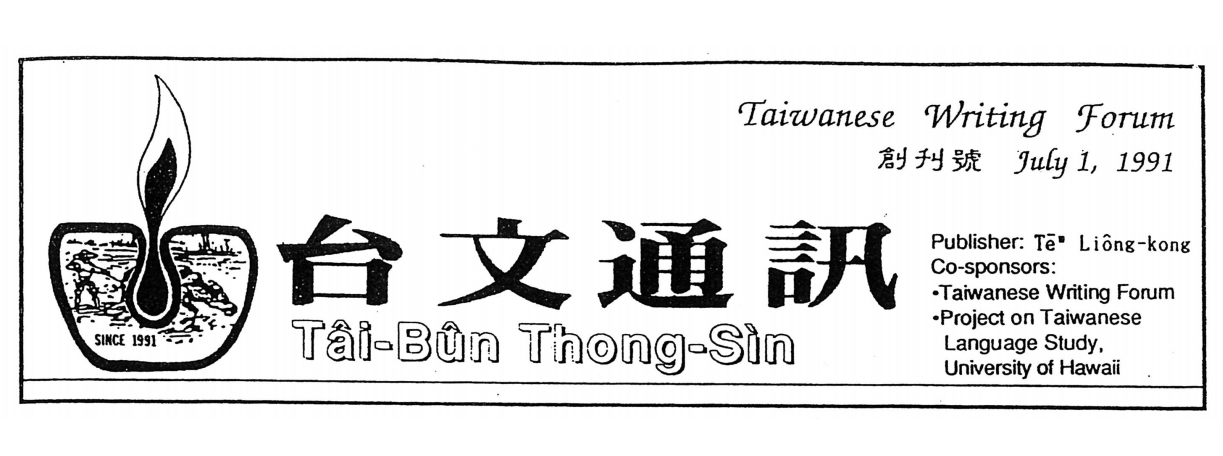 Taiwanese Writing Forum
創刊號 July 1, 1991
台文通訊
Tâi-Bûn Thong-Sìn
SINCE 1991
Publisher: Tēⁿ Liông-kong
Co-sponsors:
•Taiwanese Writing Forum
•Project on Taiwanese
Language Study,
University of Hawaii